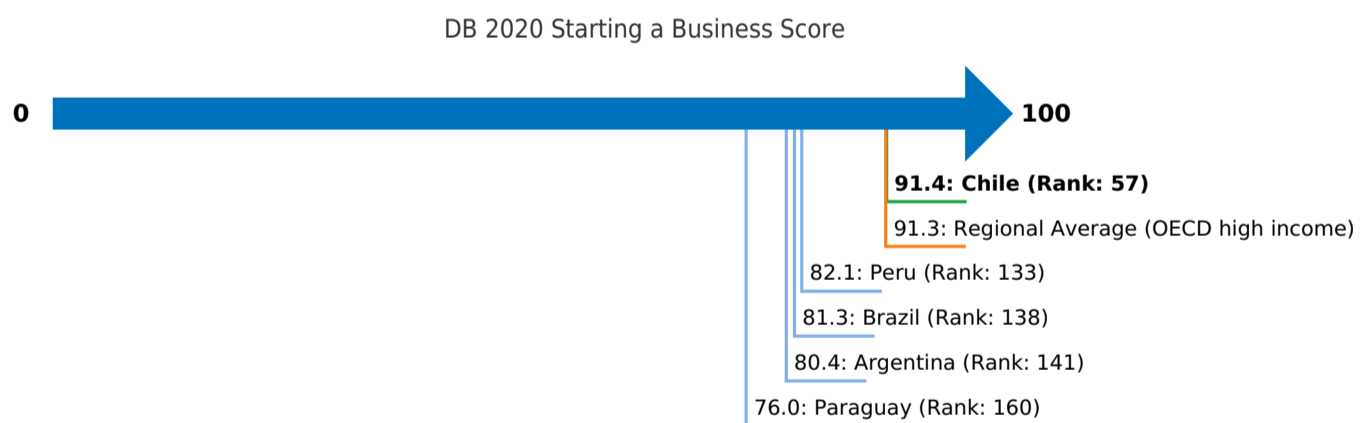 DB 2020 Starting a Business Score
0
100
91.4: Chile (Rank: 57)
91.3: Regional Average (OECD high income)
82.1: Peru (Rank: 133)
81.3: Brazil (Rank: 138)
80.4: Argentina (Rank: 141)
76.0: Paraguay (Rank: 160)